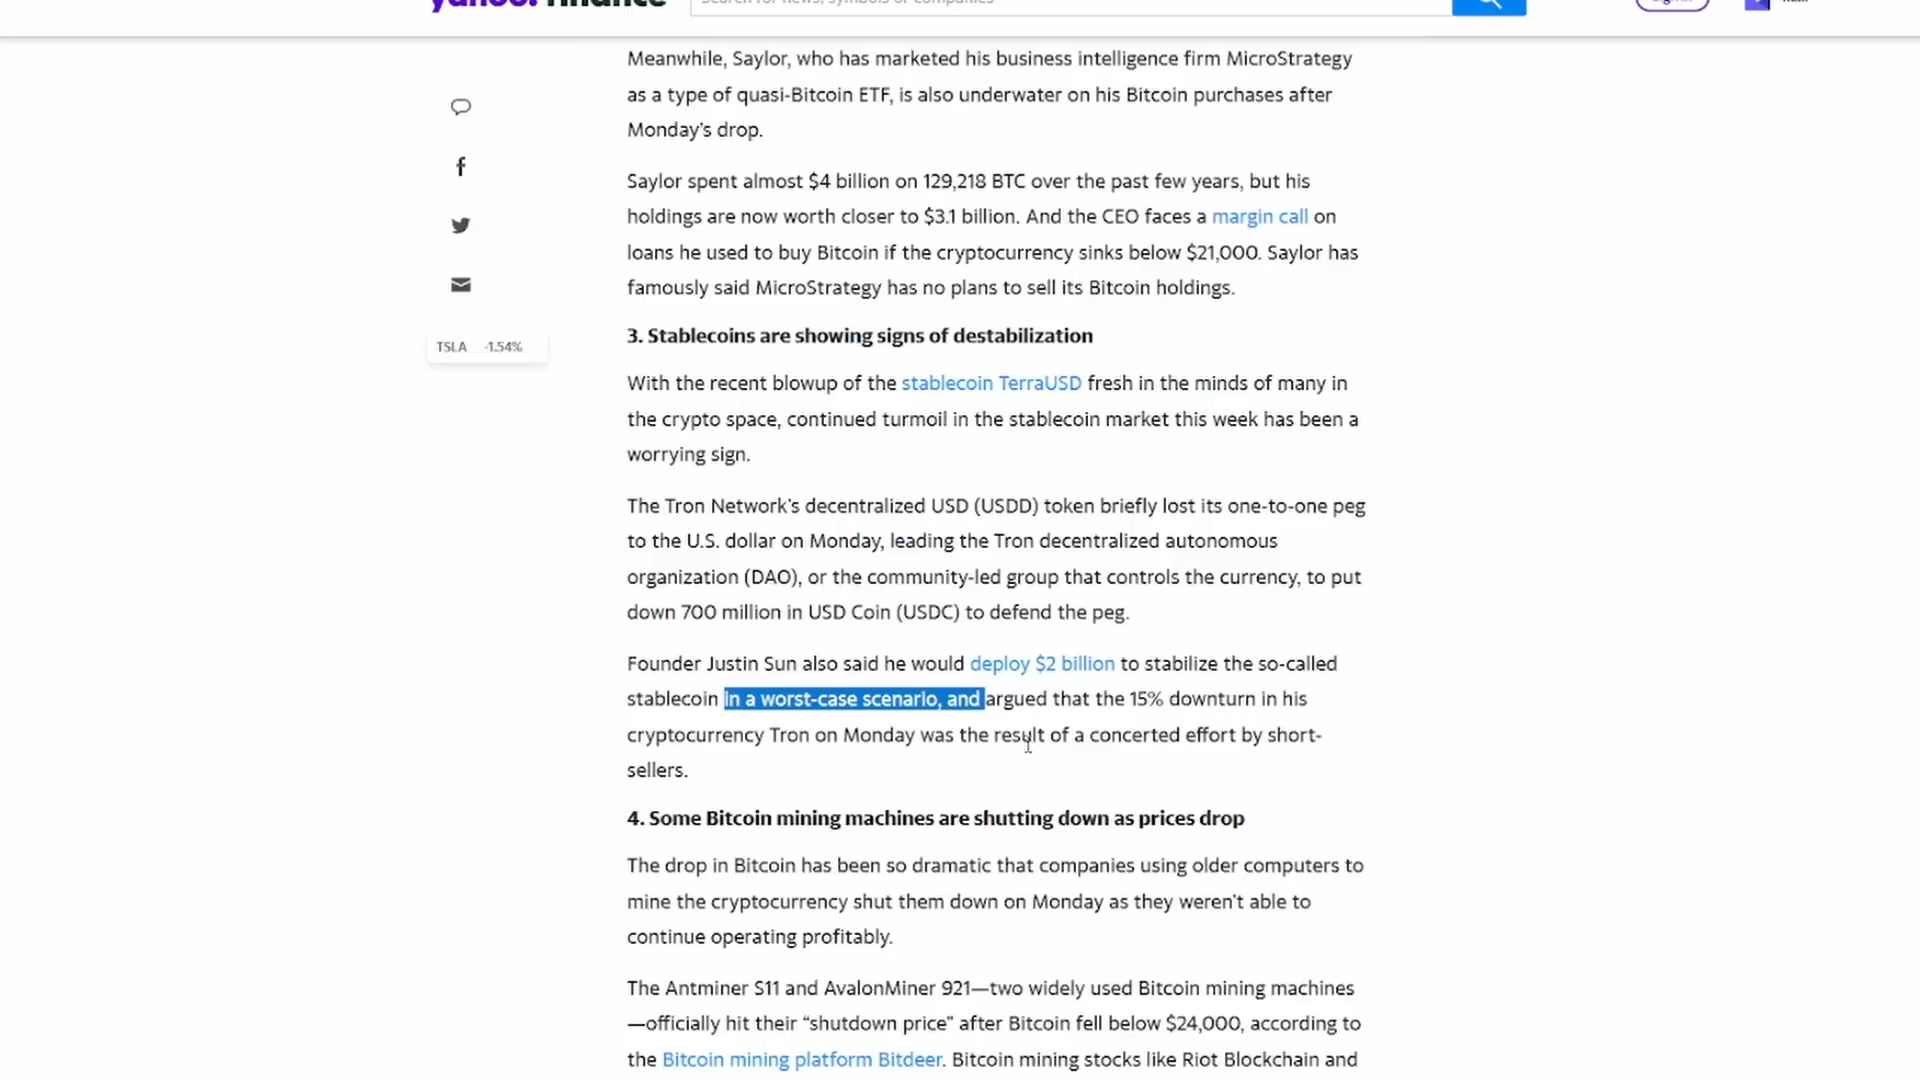 yahoo! finance
Search for news, symbols or companies
Meanwhile, Saylor, who has marketed his business intelligence firm MicroStrategy
as a type of quasi-Bitcoin ETF, is also underwater on his Bitcoin purchases after
Monday's drop.
Saylor spent almost $4 billion on 129,218 BTC over the past few years, but his
holdings are now worth closer to $3.1 billion. And the CEO faces a margin call on
loans he used to buy Bitcoin if the cryptocurrency sinks below $21,000. Saylor has
famously said MicroStrategy has no plans to sell its Bitcoin holdings.
TSLA -1.54%
3. Stablecoins are showing signs of destabilization
With the recent blowup of the stablecoin TerraUSD fresh in the minds of many in
the crypto space, continued turmoil in the stablecoin market this week has been a
worrying sign.
The Tron Network's decentralized USD (USDD) token briefly lost its one-to-one peg
to the U.S. dollar on Monday, leading the Tron decentralized autonomous
organization (DAO), or the community-led group that controls the currency, to put
down 700 million in USD Coin (USDC) to defend the peg.
Founder Justin Sun also said he would deploy $2 billion to stabilize the so-called
stablecoin in a worst-case scenario, and argued that the 15% downturn in his
cryptocurrency Tron on Monday was the result of a concerted effort by short-
sellers.
4. Some Bitcoin mining machines are shutting down as prices drop
The drop in Bitcoin has been so dramatic that companies using older computers to
mine the cryptocurrency shut them down on Monday as they weren't able to
continue operating profitably.
The Antminer S11 and AvalonMiner 921—two widely used Bitcoin mining machines
—officially hit their “shutdown price” after Bitcoin fell below $24,000, according to
the Bitcoin mining platform Bitdeer. Bitcoin mining stocks like Riot Blockchain and